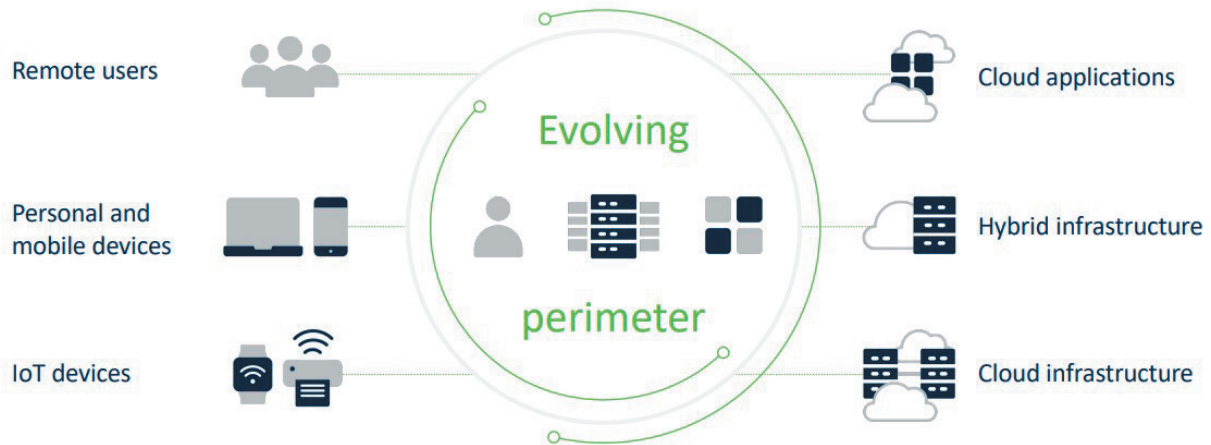 Remote users
Personal and
mobile devices
IoT devices
Evolving
perimeter
Cloud applications
Hybrid infrastructure
Cloud infrastructure